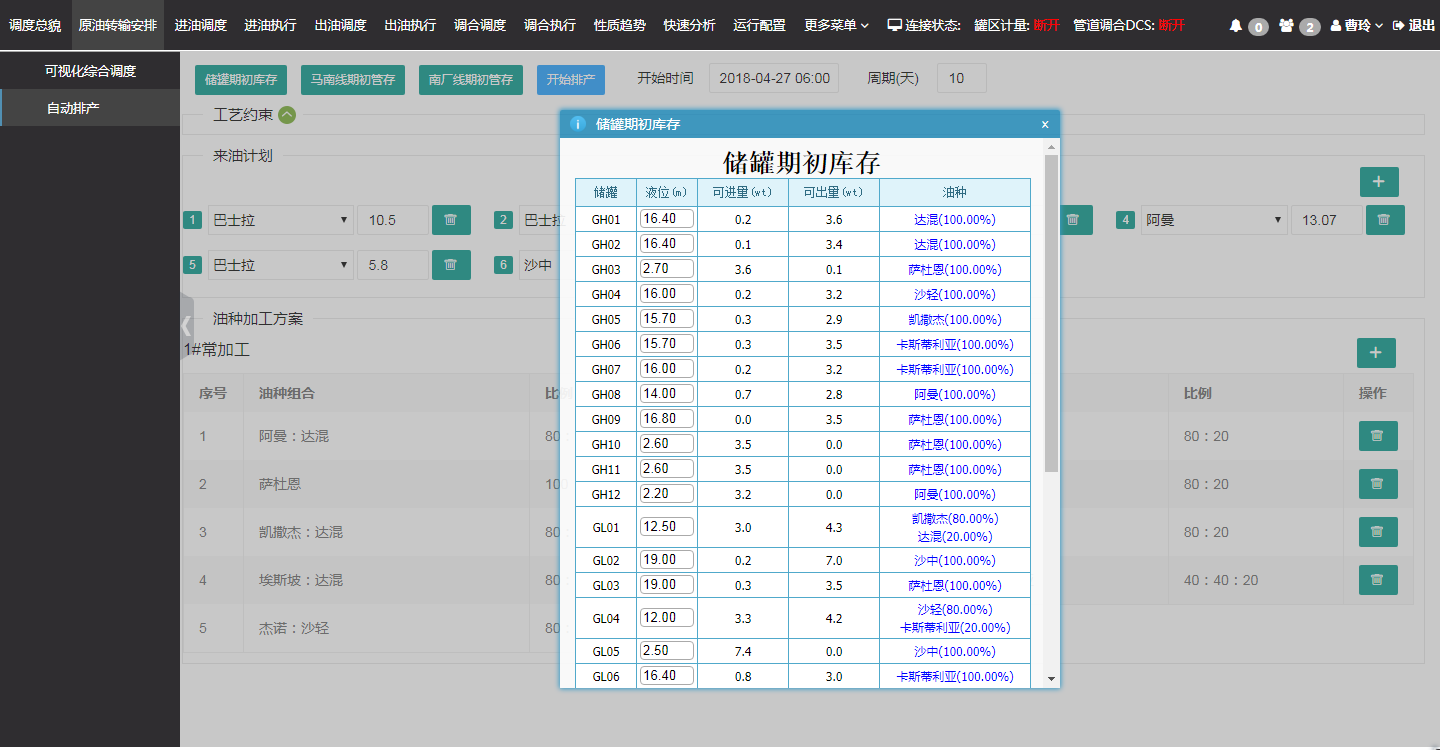 调度总貌 原油转输安排 进油调度 进油执行 出油调度 出油执行 调合调度 调合执行 性质趋势 快速分析 运行配置 更多菜单 连接状态: 罐区计量: 断开 管道调合DCS: 断开 0 2 曹玲 退出
可视化综合调度
自动排产
储罐期初库存 马南线期初管存 南厂线期初管存 开始排产 开始时间 2018-04-27 06:00 周期(天) 10
工艺约束
来油计划
1 巴士拉 10.5 2 巴士拉 4 阿曼 13.07
5 巴士拉 5.8 6 沙中
油种加工方案
1#常加工
序号 油种组合 比例 比例 操作
1 阿曼：达混 80 80：20
2 萨杜恩 100 80：20
3 凯撒杰：达混 80 80：20
4 埃斯坡：达混 80 40：40：20
5 杰诺：沙轻 80
储罐期初库存 x
储罐期初库存
储罐 液位(m) 可进量(wt) 可出量(wt) 油种
GH01 16.40 0.2 3.6 达混(100.00%)
GH02 16.40 0.1 3.4 达混(100.00%)
GH03 2.70 3.6 0.1 萨杜恩(100.00%)
GH04 16.00 0.2 3.2 沙轻(100.00%)
GH05 15.70 0.3 2.9 凯撒杰(100.00%)
GH06 15.70 0.3 3.5 卡斯蒂利亚(100.00%)
GH07 16.00 0.2 3.2 卡斯蒂利亚(100.00%)
GH08 14.00 0.7 2.8 阿曼(100.00%)
GH09 16.80 0.0 3.5 萨杜恩(100.00%)
GH10 2.60 3.5 0.0 萨杜恩(100.00%)
GH11 2.60 3.5 0.0 萨杜恩(100.00%)
GH12 2.20 3.2 0.0 阿曼(100.00%)
GL01 12.50 3.0 4.3 凯撒杰(80.00%)
达混(20.00%)
GL02 19.00 0.2 7.0 沙中(100.00%)
GL03 19.00 0.3 3.5 萨杜恩(100.00%)
GL04 12.00 3.3 4.2 沙轻(80.00%)
卡斯蒂利亚(20.00%)
GL05 2.50 7.4 0.0 沙中(100.00%)
GL06 16.40 0.8 3.0 卡斯蒂利亚(100.00%)